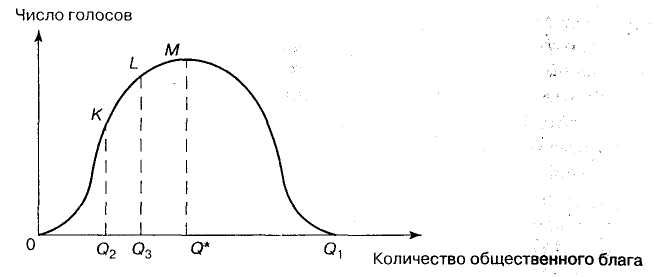 Число голосов
M
L
K
0
Q2
Q3
Q*
Q1
Количество общественного блага